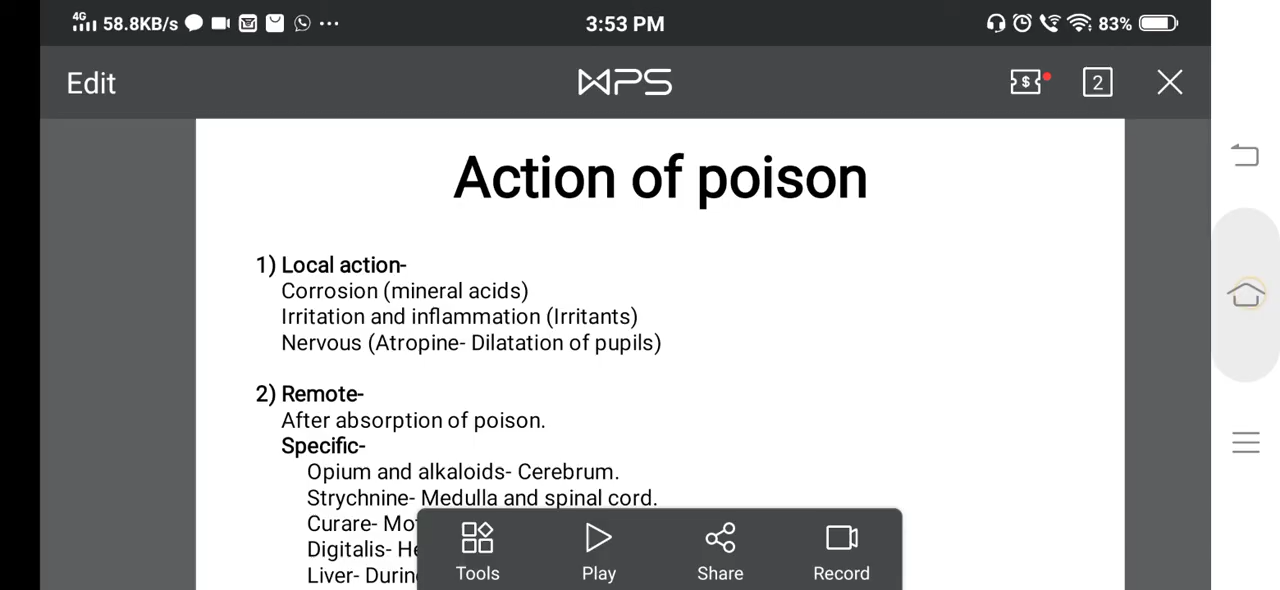 4G 58.8KB/s 3:53 PM 83%
Edit WPS 2
Action of poison
1) Local action-
Corrosion (mineral acids)
Irritation and inflammation (Irritants)
Nervous (Atropine- Dilatation of pupils)
2) Remote-
After absorption of poison.
Specific-
Opium and alkaloids- Cerebrum.
Strychnine- Medulla and spinal cord.
Curare-
Digitalis-
Liver-
Tools Play Share Record